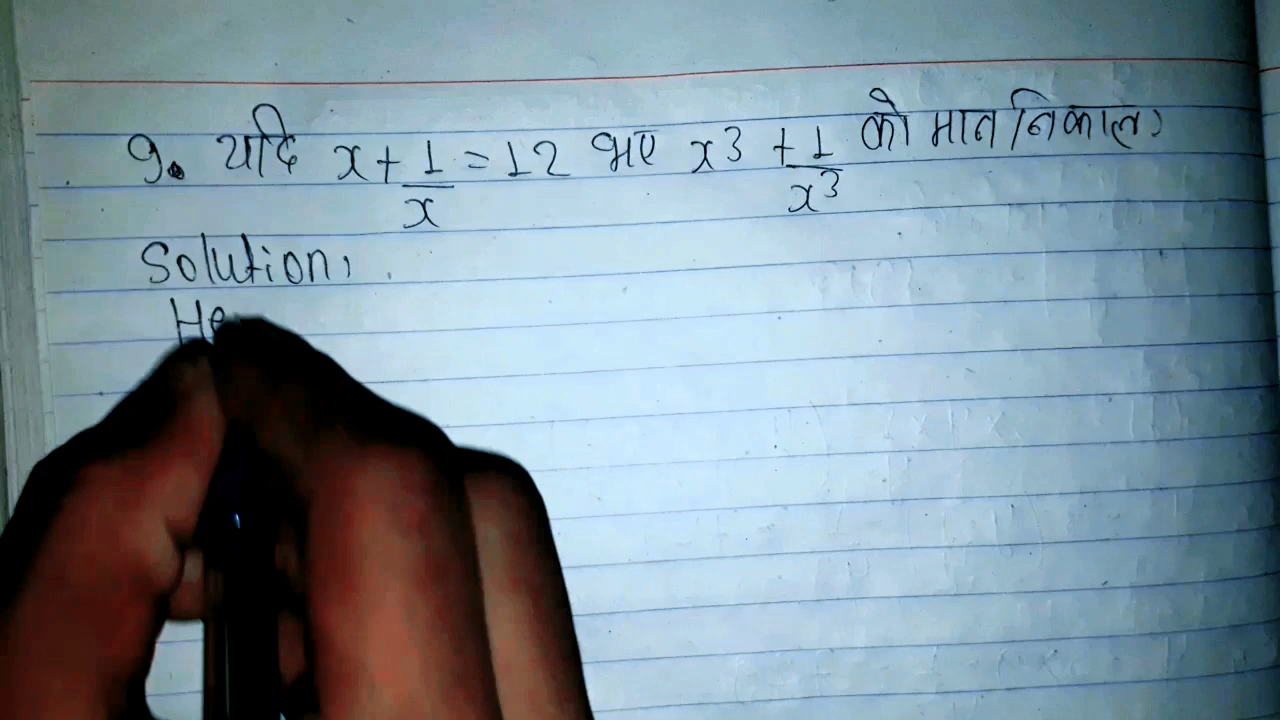 9. यदि x + 1/x = 12 भए x³ + 1/x³ को मान निकाल)
Solution,
He